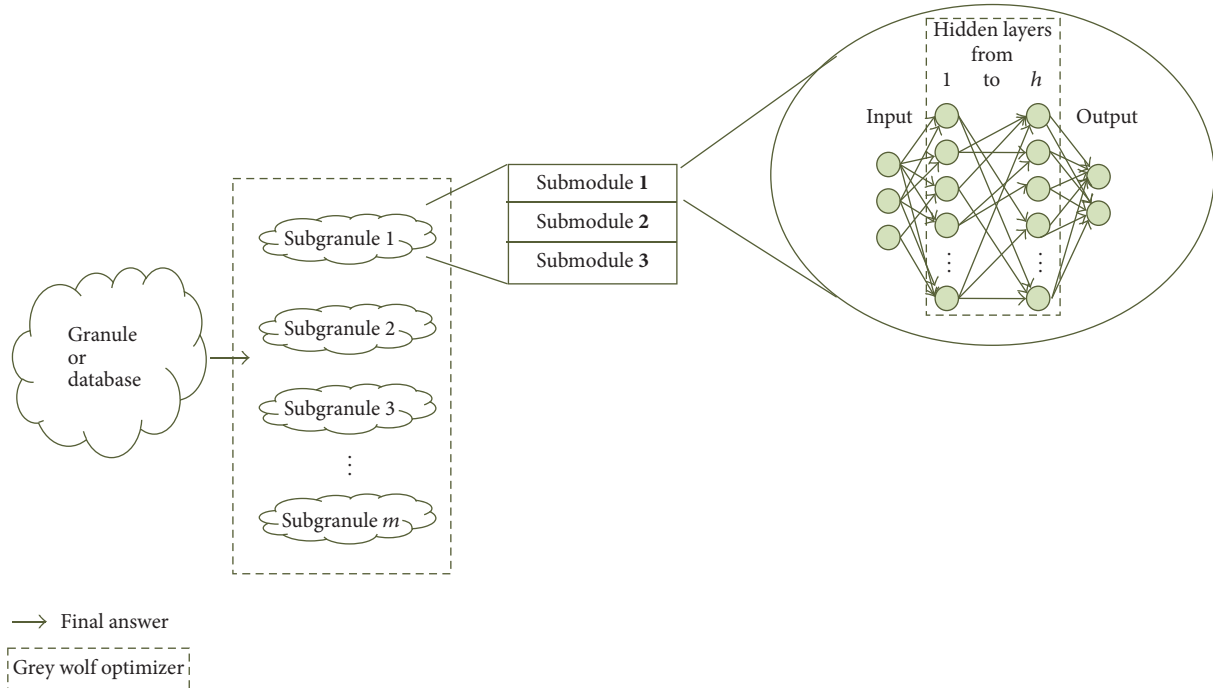 Granule
or
database
Subgranule 1
Subgranule 2
Subgranule 3
⋮
Subgranule m
Submodule 1
Submodule 2
Submodule 3
Hidden layers
from
1 to h
Input
Output
⋮ ⋮
Final answer
Grey wolf optimizer